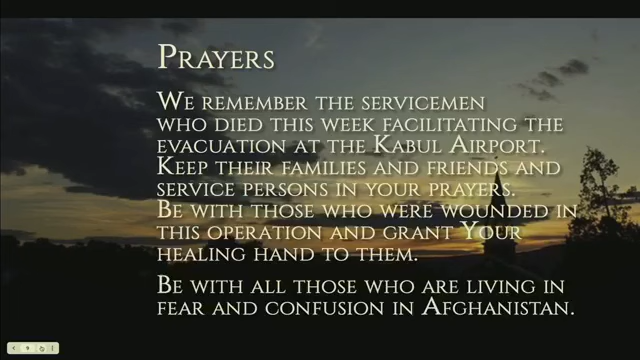 Prayers
We remember the servicemen
who died this week facilitating the
evacuation at the Kabul Airport.
Keep their families and friends and
service persons in your prayers.
Be with those who were wounded in
this operation and grant Your
healing hand to them.
Be with all those who are living in
fear and confusion in Afghanistan.